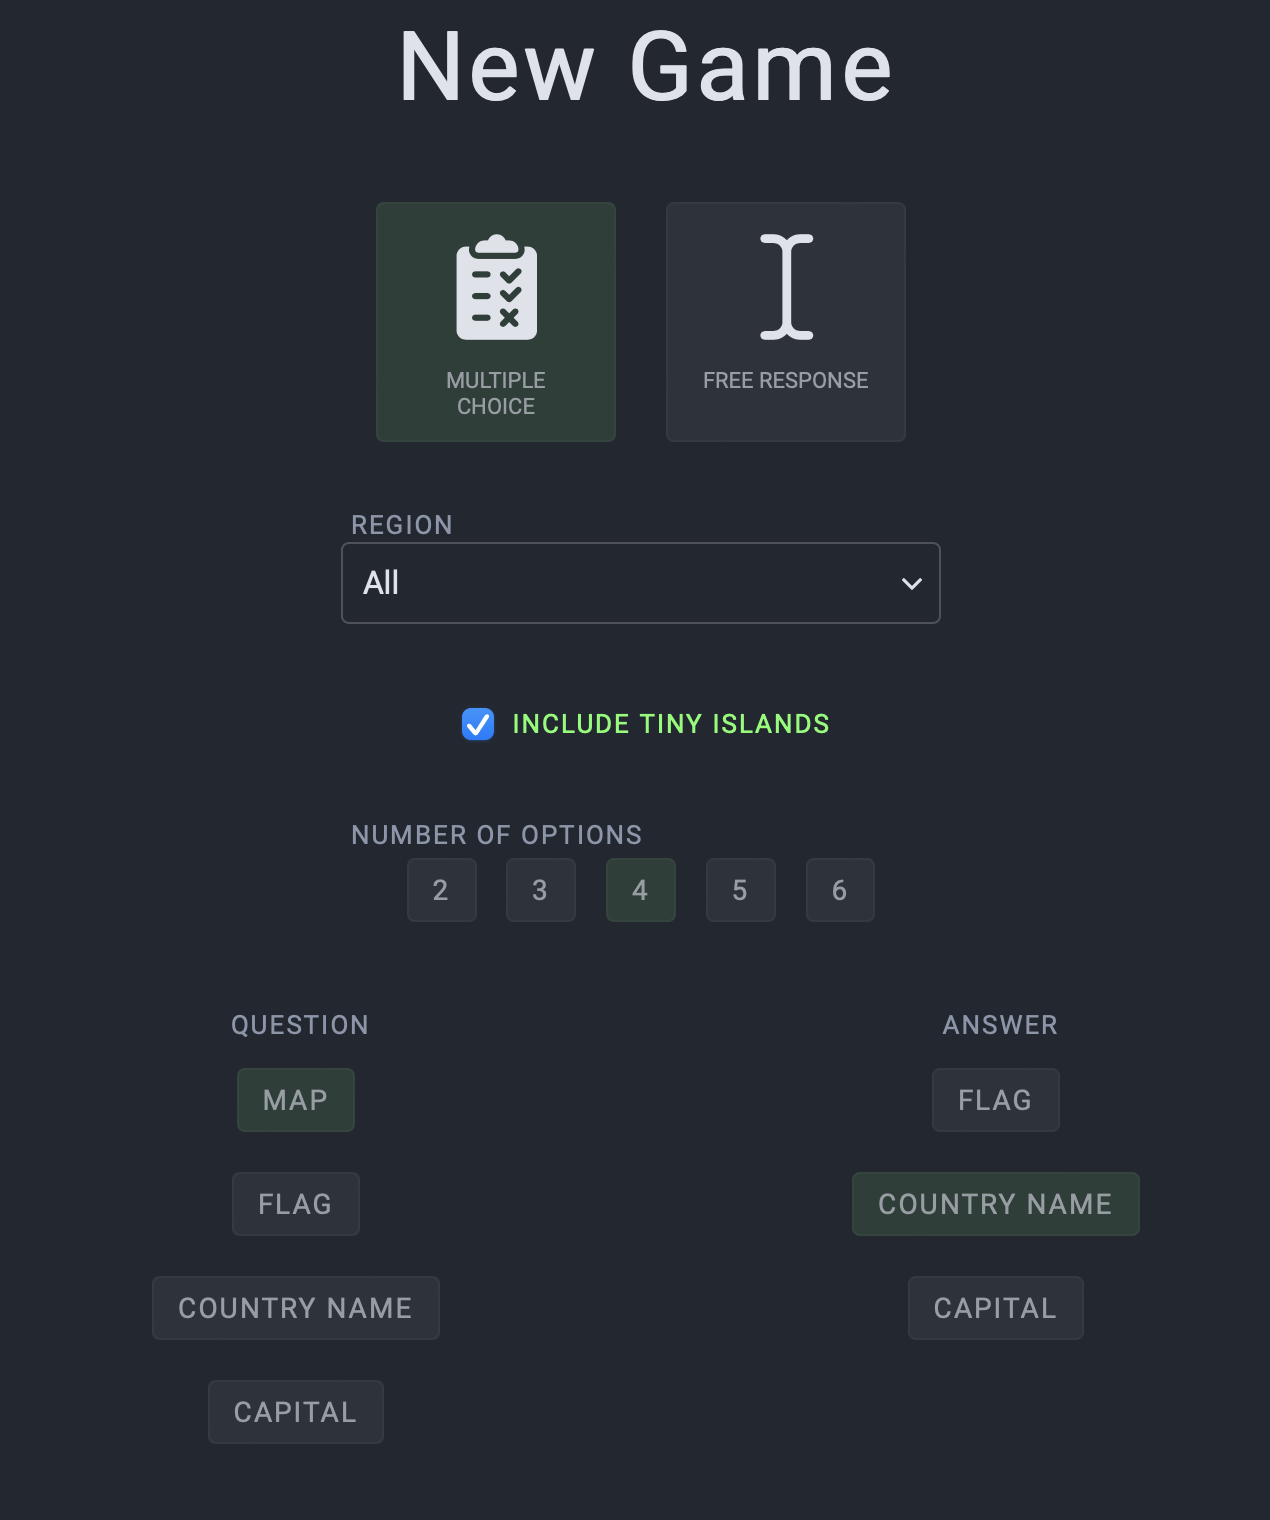 New Game
MULTIPLE
CHOICE
FREE RESPONSE
REGION
All
INCLUDE TINY ISLANDS
NUMBER OF OPTIONS
2 3 4 5 6
QUESTION
MAP
FLAG
COUNTRY NAME
CAPITAL
ANSWER
FLAG
COUNTRY NAME
CAPITAL